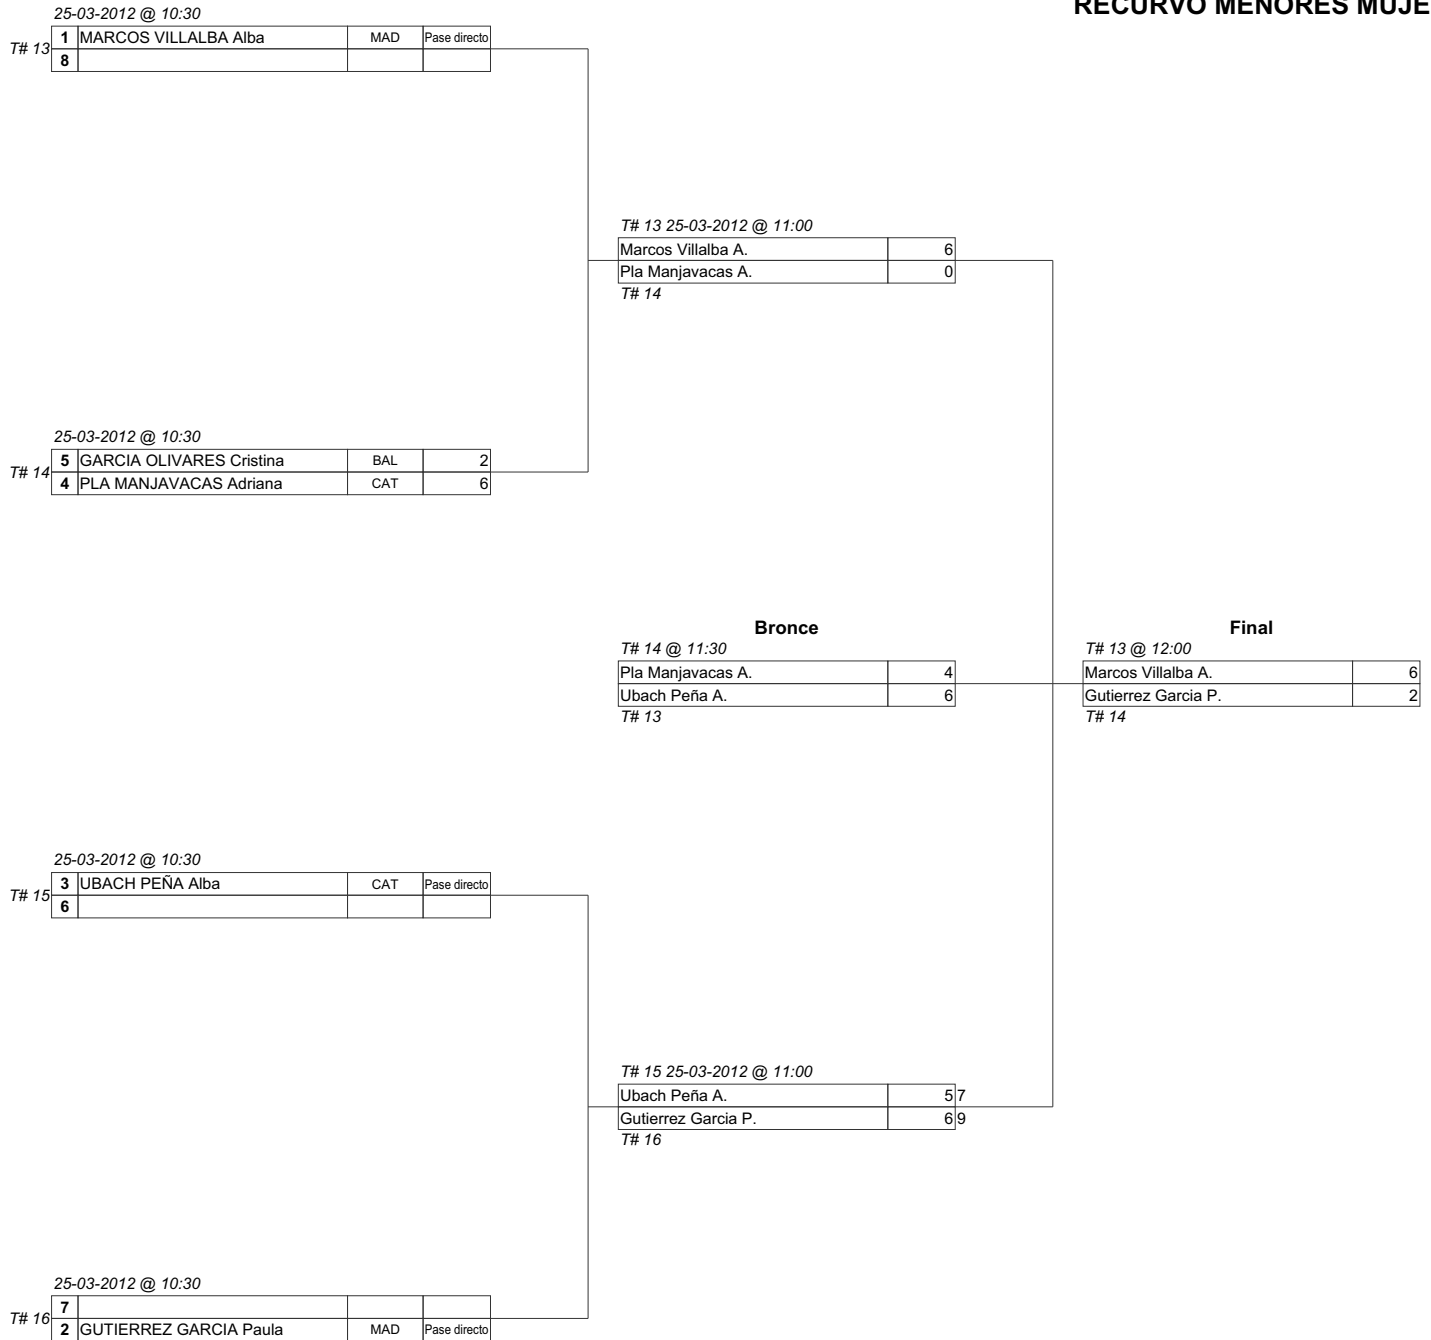 RECURVO MENORES MUJE
25-03-2012 @ 10:30
T# 13
1 MARCOS VILLALBA Alba MAD Pase directo
8
T# 13 25-03-2012 @ 11:00
Marcos Villalba A. 6
Pla Manjavacas A. 0
T# 14
25-03-2012 @ 10:30
T# 14
5 GARCIA OLIVARES Cristina BAL 2
4 PLA MANJAVACAS Adriana CAT 6
Bronce
T# 14 @ 11:30
Pla Manjavacas A. 4
Ubach Peña A. 6
T# 13
Final
T# 13 @ 12:00
Marcos Villalba A. 6
Gutierrez Garcia P. 2
T# 14
25-03-2012 @ 10:30
T# 15
3 UBACH PEÑA Alba CAT Pase directo
6
T# 15 25-03-2012 @ 11:00
Ubach Peña A. 5 7
Gutierrez Garcia P. 6 9
T# 16
25-03-2012 @ 10:30
T# 16
7
2 GUTIERREZ GARCIA Paula MAD Pase directo